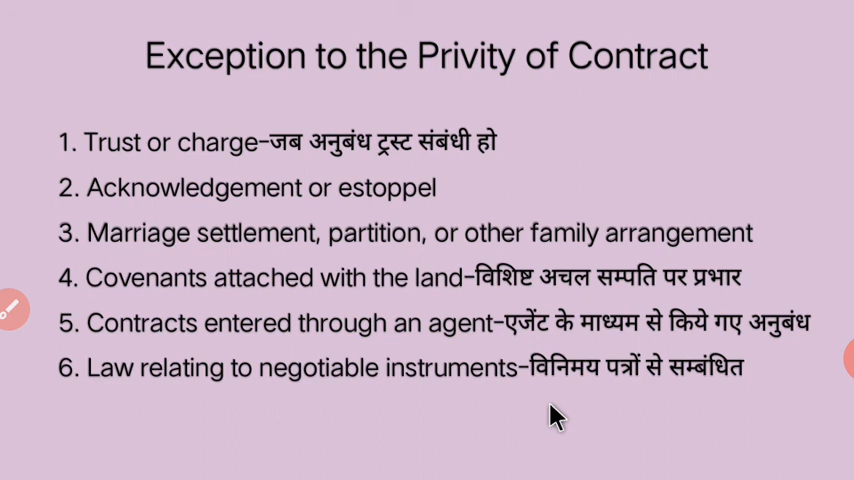 Exception to the Privity of Contract
1. Trust or charge-जब अनुबंध ट्रस्ट संबंधी हो
2. Acknowledgement or estoppel
3. Marriage settlement, partition, or other family arrangement
4. Covenants attached with the land-विशिष्ट अचल सम्पति पर प्रभार
5. Contracts entered through an agent-एजेंट के माध्यम से किये गए अनुबंध
6. Law relating to negotiable instruments-विनिमय पत्रों से सम्बंधित